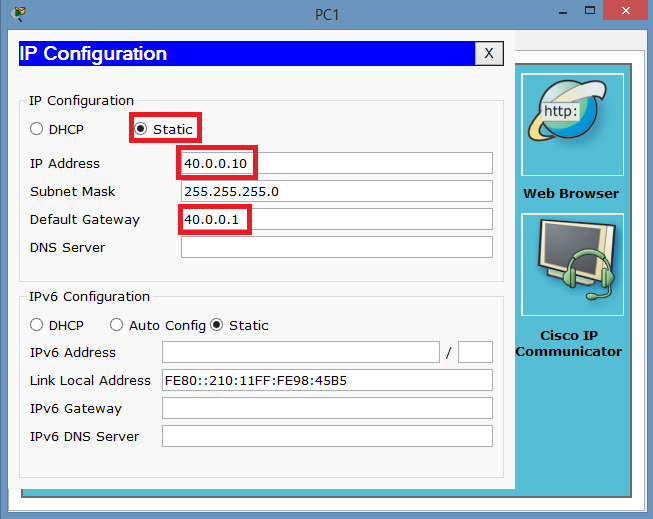 PC1
IP Configuration X
IP Configuration
DHCP Static
IP Address 40.0.0.10
Subnet Mask 255.255.255.0
Default Gateway 40.0.0.1
DNS Server
IPv6 Configuration
DHCP Auto Config Static
IPv6 Address /
Link Local Address FE80::210:11FF:FE98:45B5
IPv6 Gateway
IPv6 DNS Server
http:
Web Browser
Cisco IP
Communicator